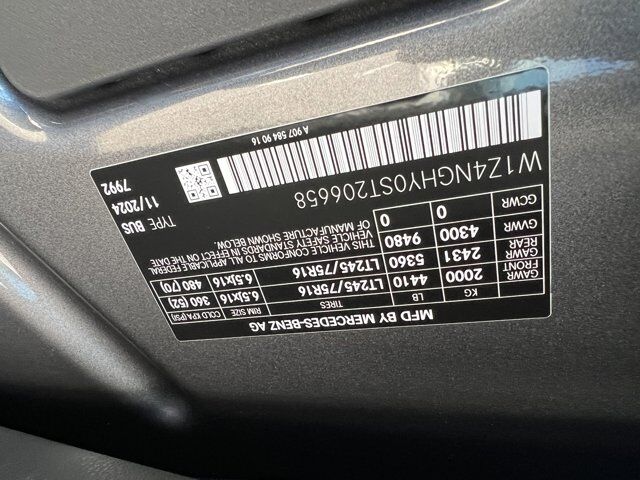 MFD BY MERCEDES-BENZ AG
KG LB TIRES RIM SIZE COLD KPA (PSI)
GAWR FRONT 2000 4410 LT245/75R16 6.5Jx16 360 (52)
GAWR REAR 2431 5360 LT245/75R16 6.5Jx16 480 (70)
GVWR 4300 9480 THIS VEHICLE CONFORMS TO ALL APPLICABLE FEDERAL
VEHICLE SAFETY STANDARDS IN EFFECT ON THE DATE
GCWR 0 0 OF MANUFACTURE SHOWN BELOW.
W1Z4NGHY0ST206658 TYPE BUS
11/2024
7992
A 907 584 90 16